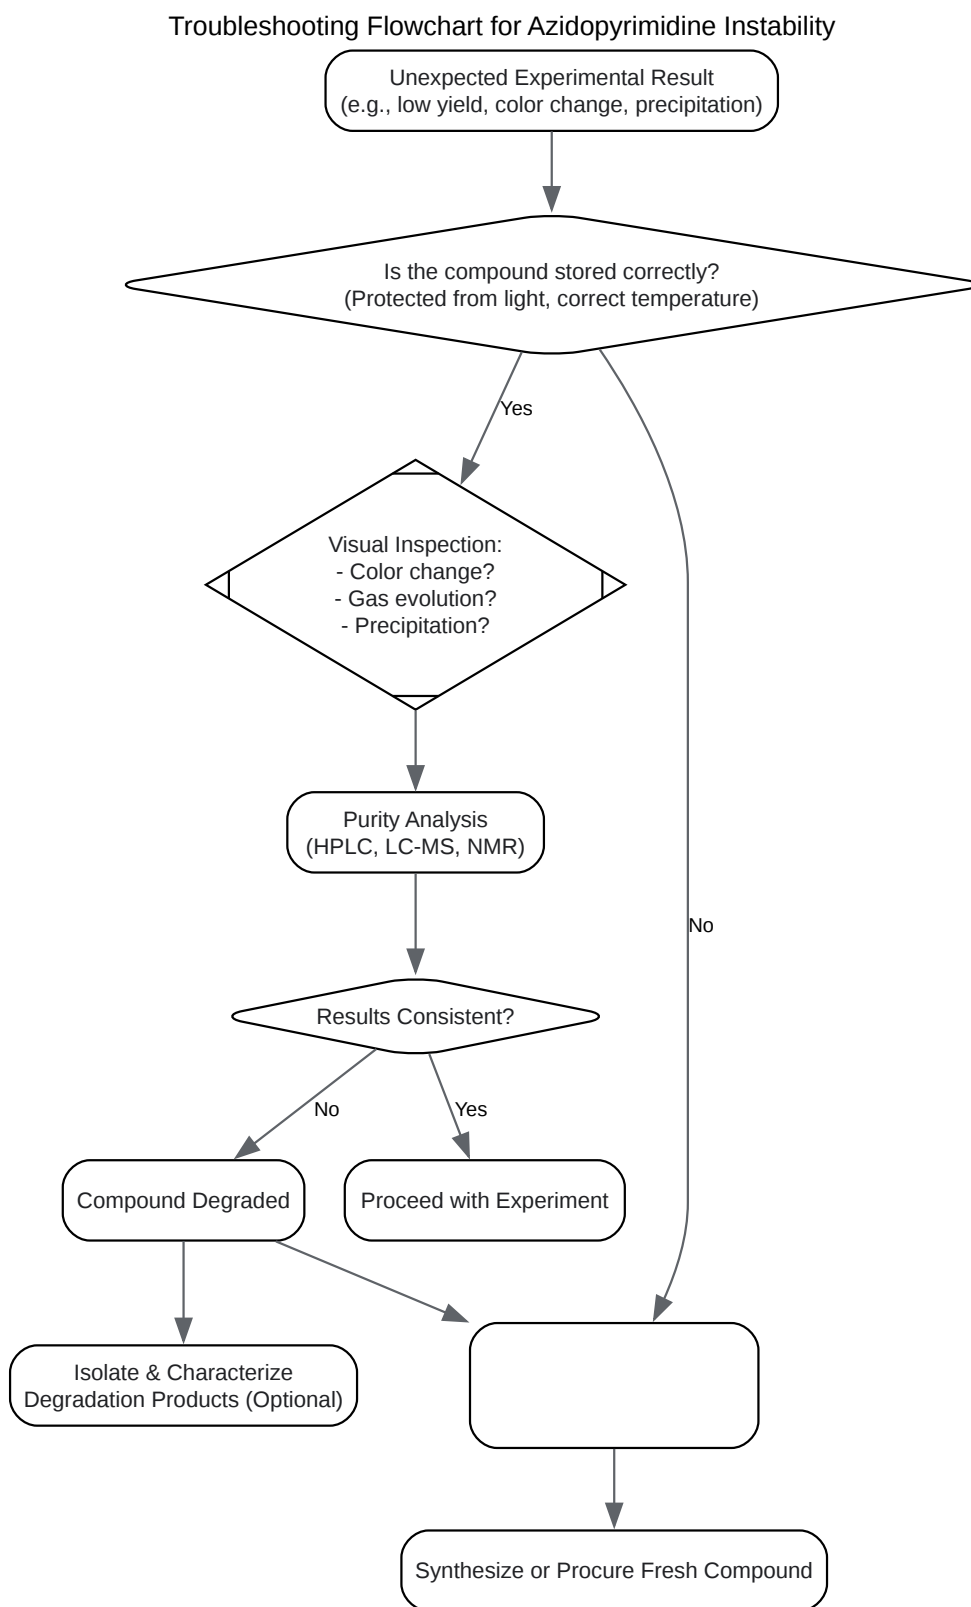 Troubleshooting Flowchart for Azidopyrimidine Instability
Unexpected Experimental Result
(e.g., low yield, color change, precipitation)
Is the compound stored correctly?
(Protected from light, correct temperature)
Yes
Visual Inspection:
- Color change?
- Gas evolution?
- Precipitation?
Purity Analysis
(HPLC, LC-MS, NMR)
No
Results Consistent?
No
Yes
Compound Degraded
Proceed with Experiment
Isolate & Characterize
Degradation Products (Optional)
Synthesize or Procure Fresh Compound